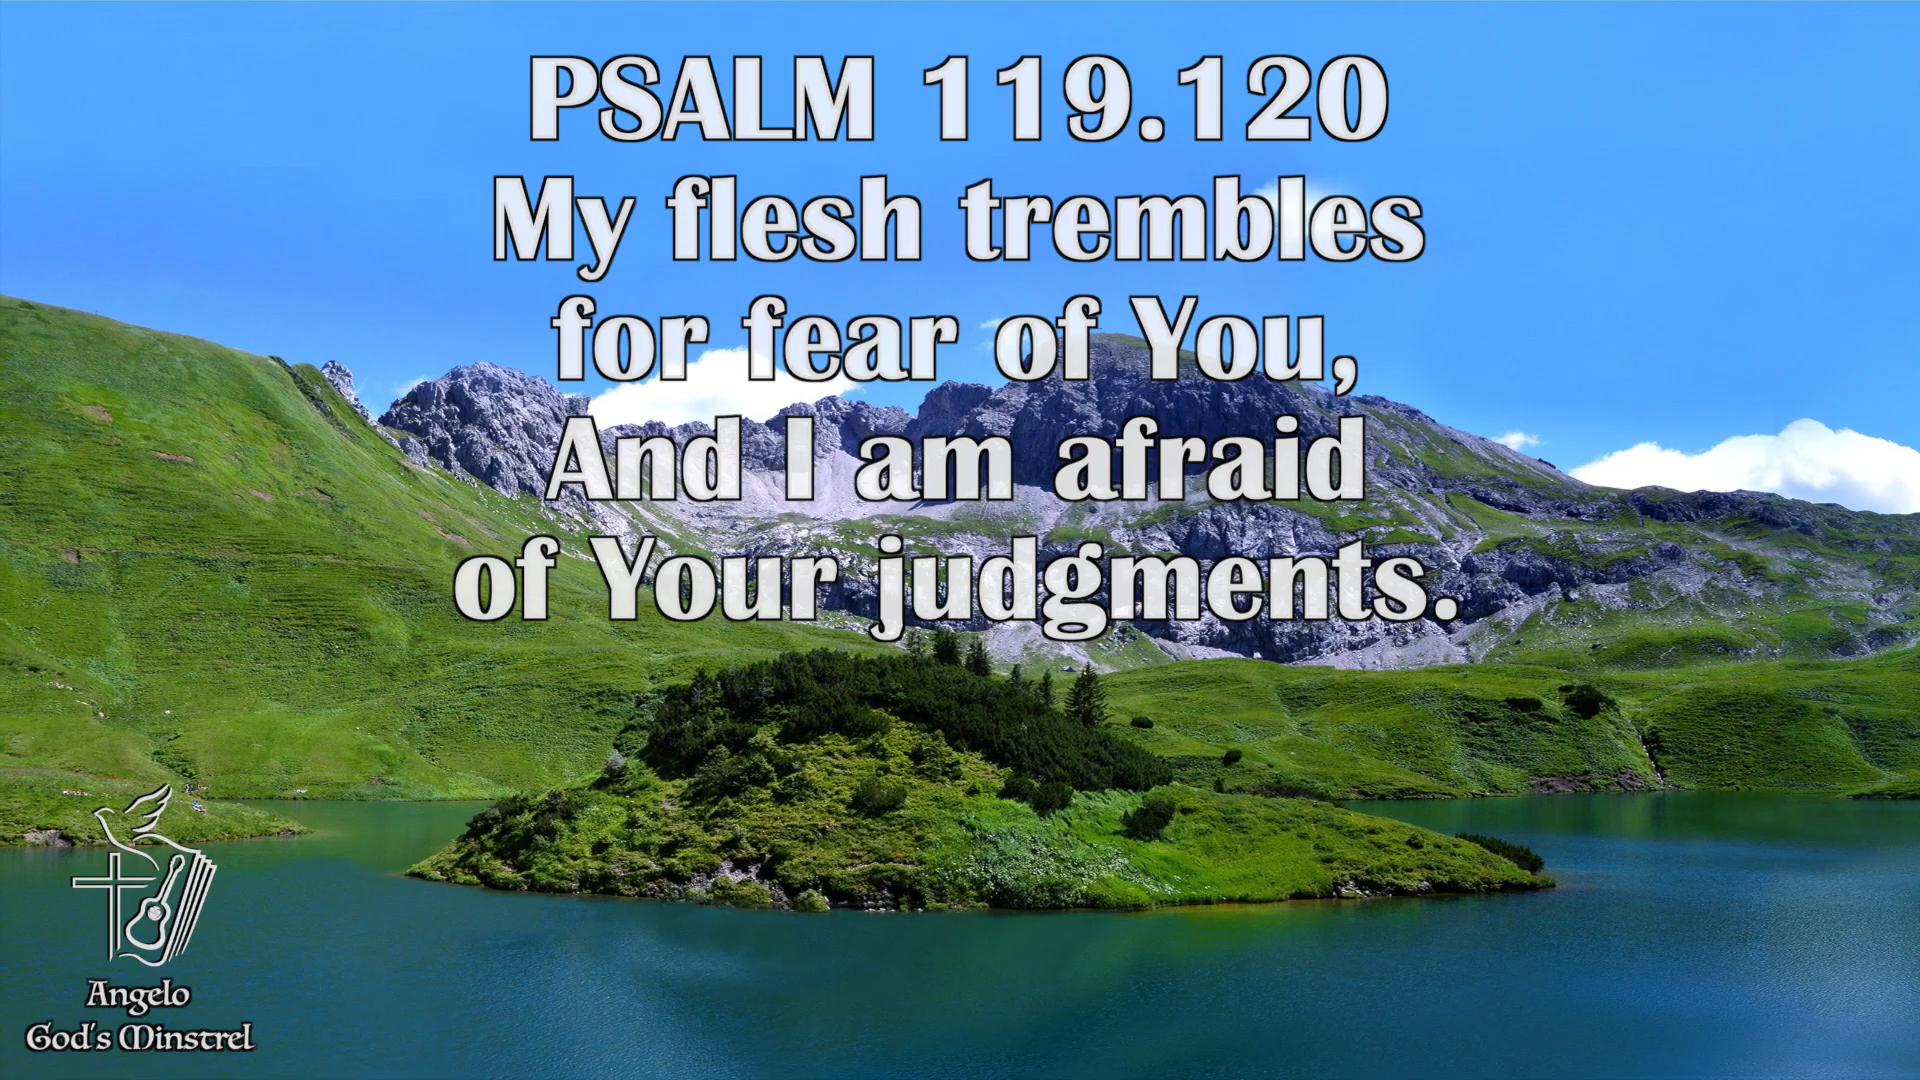 PSALM 119.120
My flesh trembles
for fear of You,
And I am afraid
of Your judgments.
Angelo
God's Minstrel